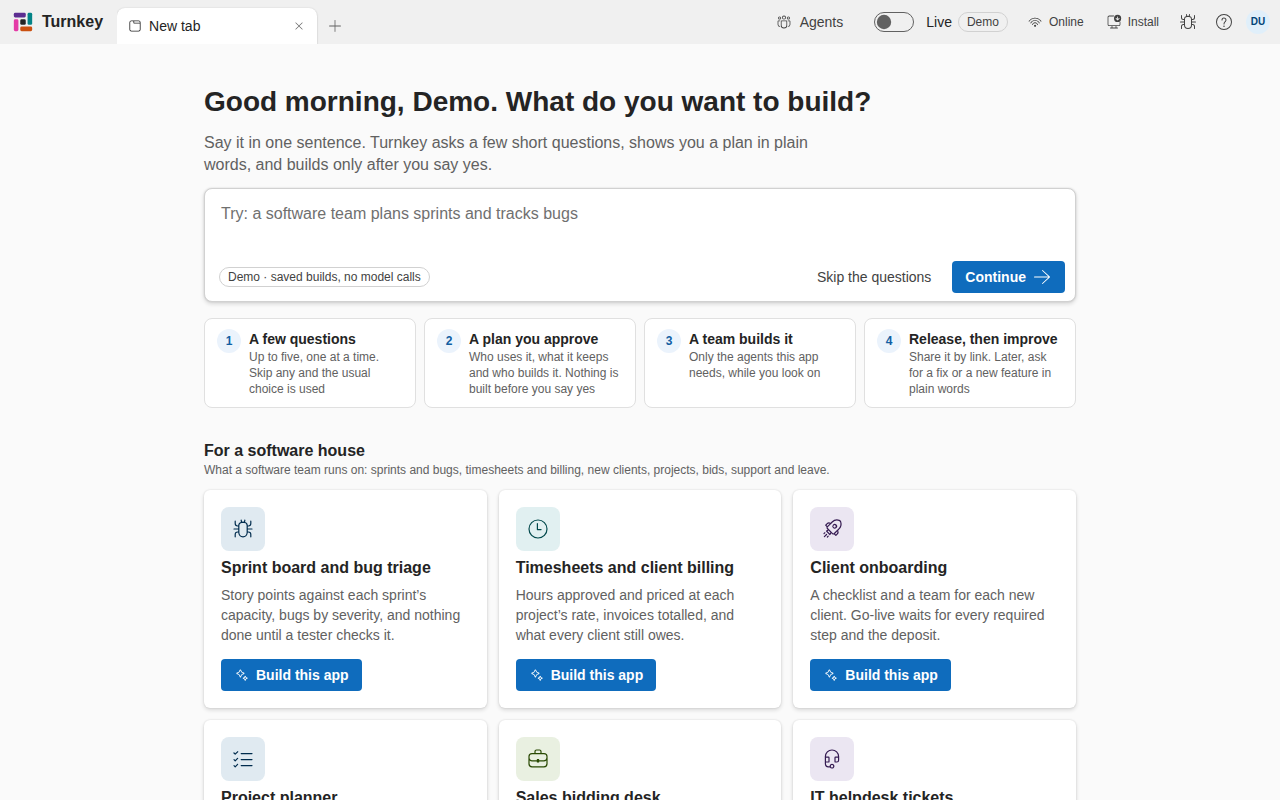 Turnkey
New tab
Agents
Live
Demo
Online
Install
DU
Good morning, Demo. What do you want to build?
Say it in one sentence. Turnkey asks a few short questions, shows you a plan in plain
words, and builds only after you say yes.
Try: a software team plans sprints and tracks bugs
Demo · saved builds, no model calls
Skip the questions
Continue
1
A few questions
Up to five, one at a time.
Skip any and the usual
choice is used
2
A plan you approve
Who uses it, what it keeps
and who builds it. Nothing is
built before you say yes
3
A team builds it
Only the agents this app
needs, while you look on
4
Release, then improve
Share it by link. Later, ask
for a fix or a new feature in
plain words
For a software house
What a software team runs on: sprints and bugs, timesheets and billing, new clients, projects, bids, support and leave.
Sprint board and bug triage
Story points against each sprint’s
capacity, bugs by severity, and nothing
done until a tester checks it.
Build this app
Timesheets and client billing
Hours approved and priced at each
project’s rate, invoices totalled, and
what every client still owes.
Build this app
Client onboarding
A checklist and a team for each new
client. Go-live waits for every required
step and the deposit.
Build this app
Project planner
Sales bidding desk
IT helpdesk tickets